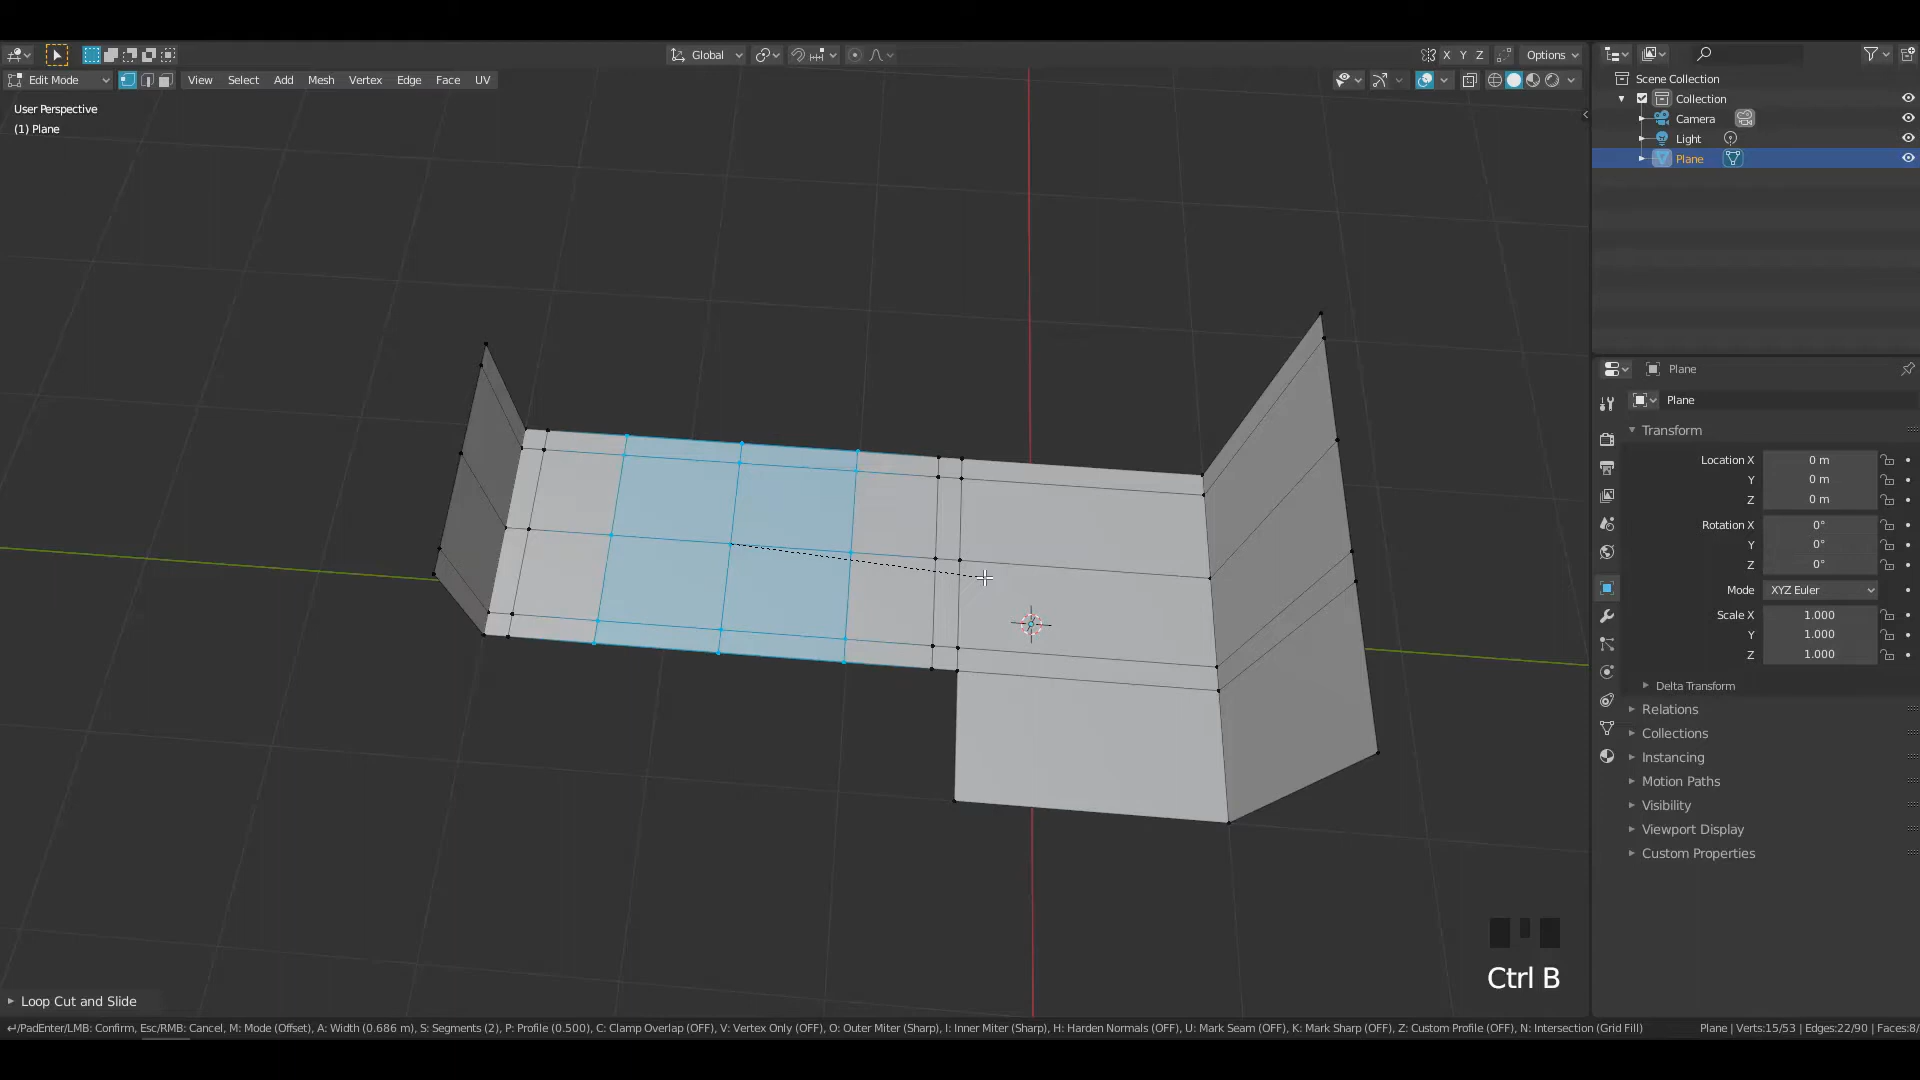 Global
X Y Z
Options
Edit Mode
View Select Add Mesh Vertex Edge Face UV
User Perspective
(1) Plane
Scene Collection
Collection
Camera
Light
Plane
Plane
Plane
Transform
Location X 0 m
Y 0 m
Z 0 m
Rotation X 0°
Y 0°
Z 0°
Mode XYZ Euler
Scale X 1.000
Y 1.000
Z 1.000
Delta Transform
Relations
Collections
Instancing
Motion Paths
Visibility
Viewport Display
Custom Properties
Ctrl B
Loop Cut and Slide
↵/PadEnter/LMB: Confirm, Esc/RMB: Cancel, M: Mode (Offset), A: Width (0.686 m), S: Segments (2), P: Profile (0.500), C: Clamp Overlap (OFF), V: Vertex Only (OFF), O: Outer Miter (Sharp), I: Inner Miter (Sharp), H: Harden Normals (OFF), U: Mark Seam (OFF), K: Mark Sharp (OFF), Z: Custom Profile (OFF), N: Intersection (Grid Fill)
Plane | Verts:15/53 | Edges:22/90 | Faces:8/